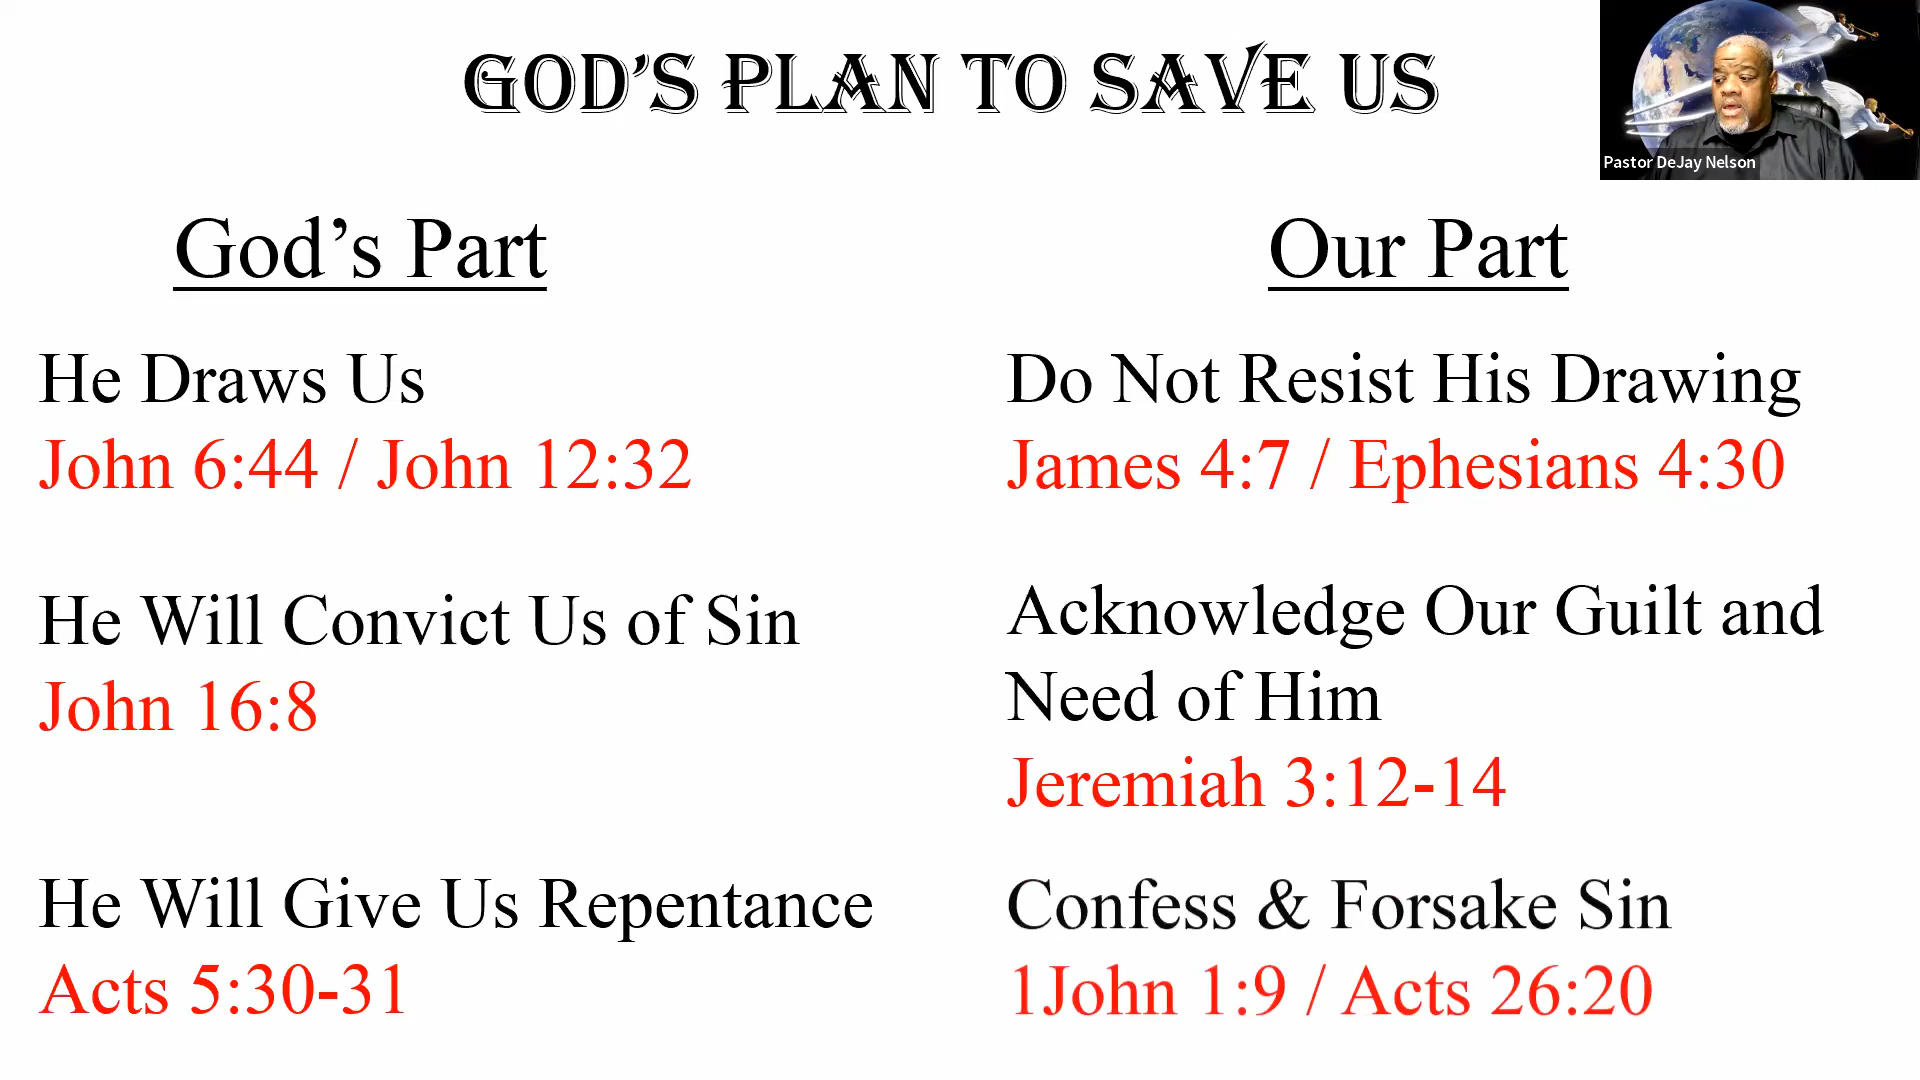 GOD’S PLAN TO SAVE US
Pastor DeJay Nelson
God’s Part
He Draws Us
John 6:44 / John 12:32
He Will Convict Us of Sin
John 16:8
He Will Give Us Repentance
Acts 5:30-31
Our Part
Do Not Resist His Drawing
James 4:7 / Ephesians 4:30
Acknowledge Our Guilt and
Need of Him
Jeremiah 3:12-14
Confess & Forsake Sin
1John 1:9 / Acts 26:20